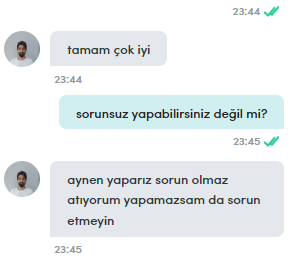 23:44
tamam çok iyi
23:44
sorunsuz yapabilirsiniz değil mi?
23:45
aynen yaparız sorun olmaz
atıyorum yapamazsam da sorun
etmeyin
23:45